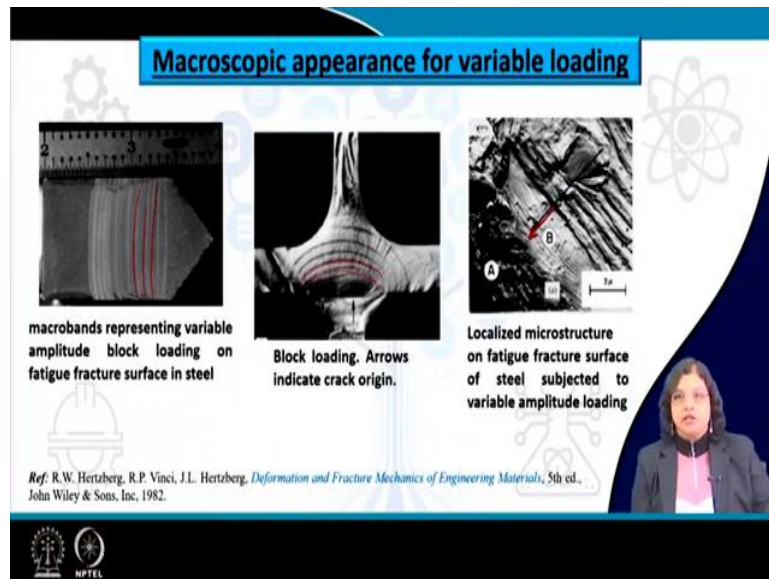 Macroscopic appearance for variable loading
2
3
macrobands representing variable
amplitude block loading on
fatigue fracture surface in steel
Block loading. Arrows
indicate crack origin.
A
B
Localized microstructure
on fatigue fracture surface
of steel subjected to
variable amplitude loading
Ref: R.W. Hertzberg, R.P. Vinci, J.L. Hertzberg, Deformation and Fracture Mechanics of Engineering Materials, 5th ed.,
John Wiley & Sons, Inc, 1982.
NPTEL